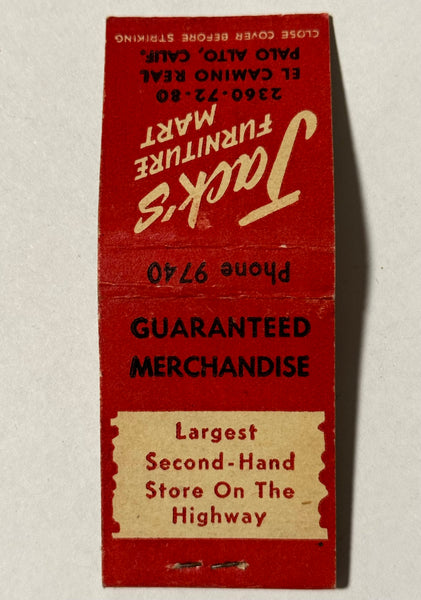 CLOSE COVER BEFORE STRIKING
PALO ALTO, CALIF.
EL CAMINO REAL
2360-72-80
Jack's
FURNITURE
MART
Phone 9740
GUARANTEED
MERCHANDISE
Largest
Second-Hand
Store On The
Highway